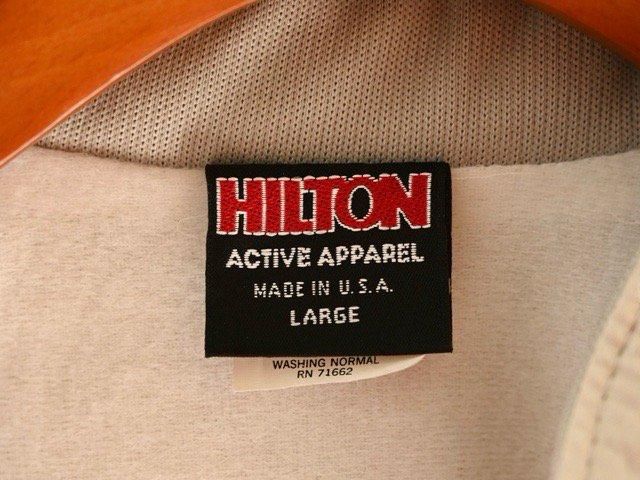 HILTON
ACTIVE APPAREL
MADE IN U.S.A.
LARGE
WASHING NORMAL
RN 71662